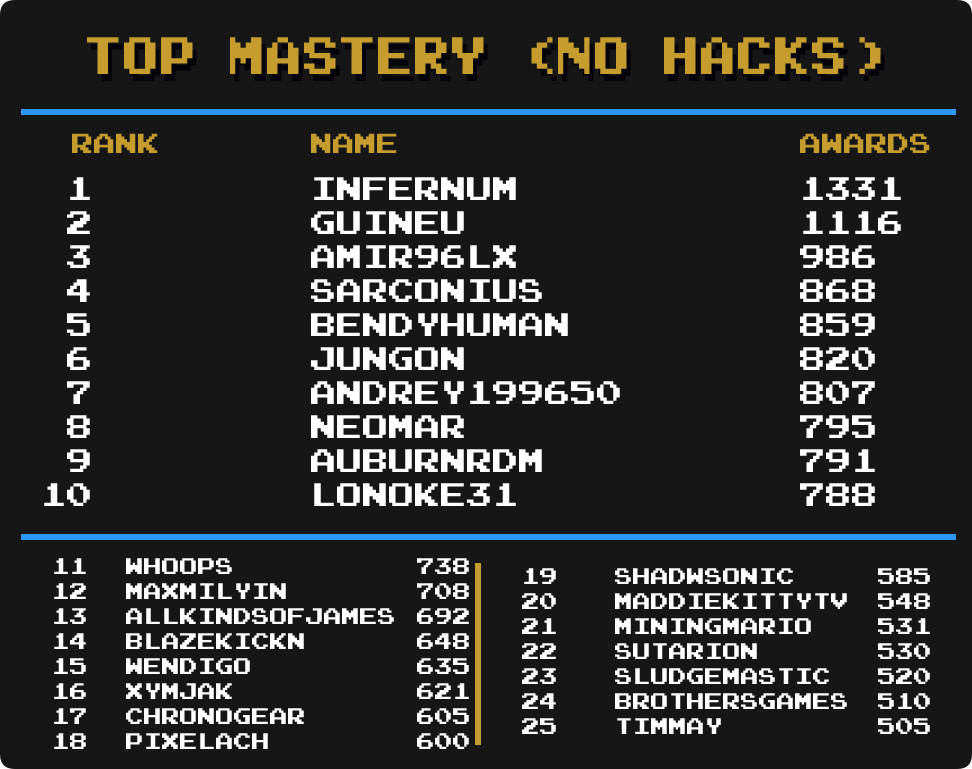 TOP MASTERY (NO HACKS)
RANK NAME AWARDS
1 INFERNUM 1331
2 GUINEU 1116
3 AMIR96LX 986
4 SARCONIUS 868
5 BENDYHUMAN 859
6 JUNGON 820
7 ANDREY199650 807
8 NEOMAR 795
9 AUBURNRDM 791
10 LONOKE31 788
11 WHOOPS 738
12 MAXMILYIN 708
13 ALLKINDSOFJAMES 692
14 BLAZEKICKN 648
15 WENDIGO 635
16 XYMJAK 621
17 CHRONOGEAR 605
18 PIXELACH 600
19 SHADWSONIC 585
20 MADDIEKITTYTV 548
21 MININGMARIO 531
22 SUTARION 530
23 SLUDGEMASTIC 520
24 BROTHERSGAMES 510
25 TIMMAY 505